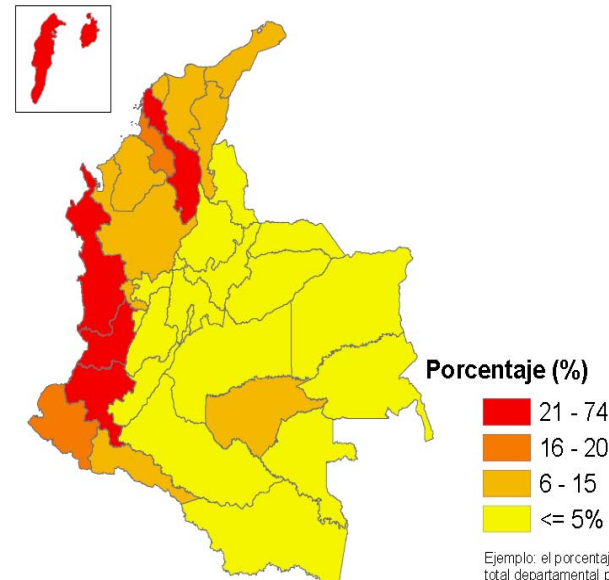 Porcentaje (%)
21 - 74
16 - 20
6 - 15
<= 5%
Ejemplo: el porcentaj
total departamental p